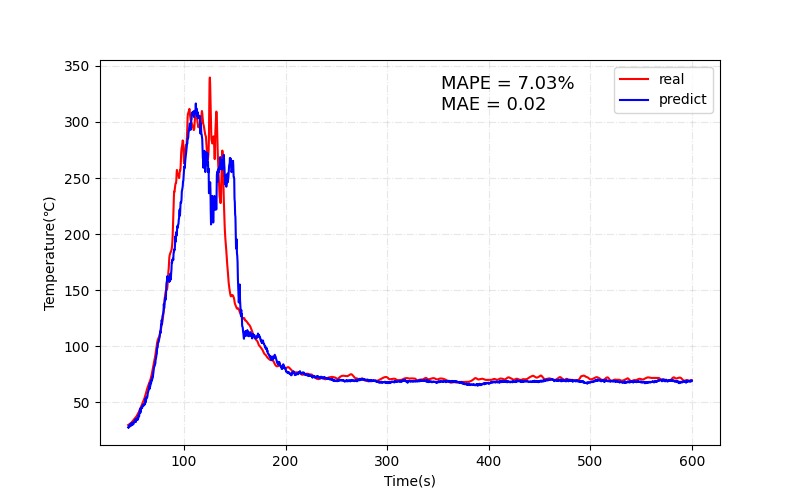 MAPE = 7.03%
MAE = 0.02
real
predict
350
300
250
200
150
100
50
Temperature(℃)
100 200 300 400 500 600
Time(s)